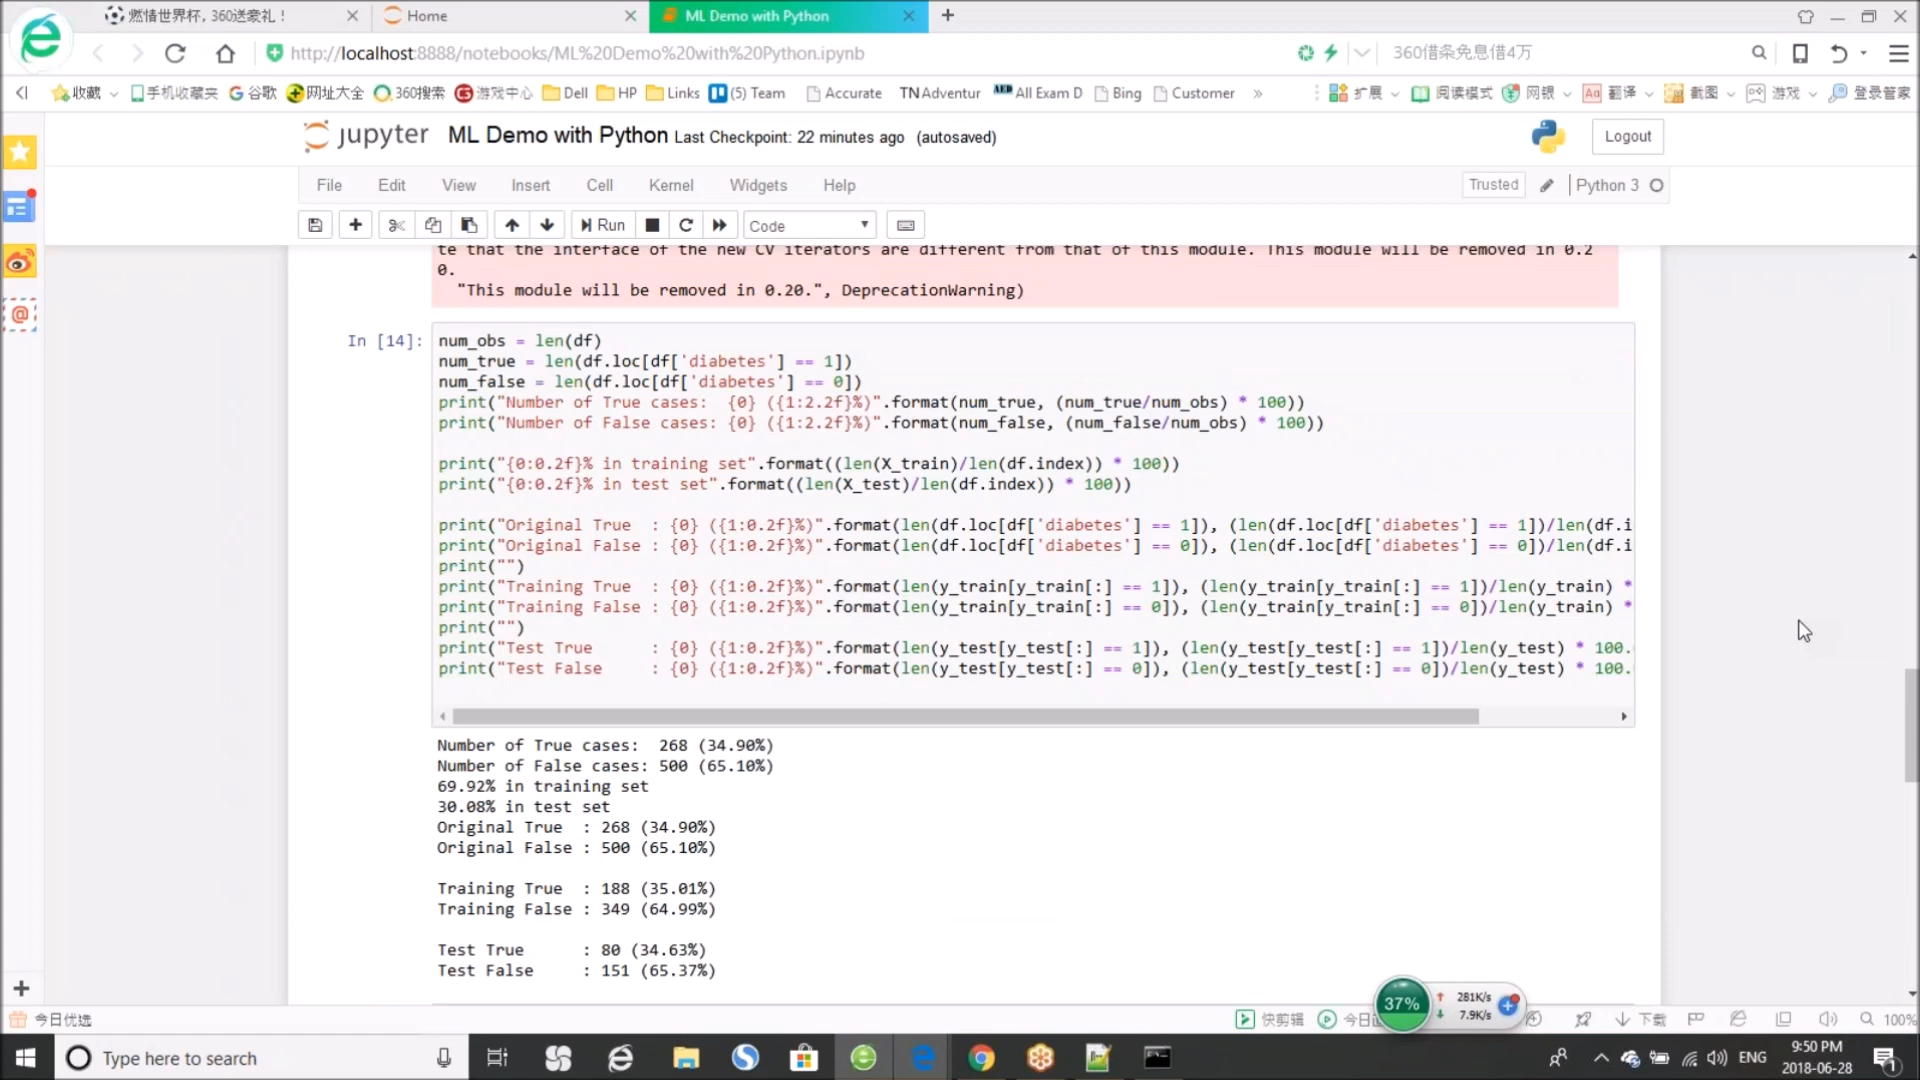 燃情世界杯，360送豪礼！
Home
ML Demo with Python
http://localhost:8888/notebooks/ML%20Demo%20with%20Python.ipynb
360借条免息借4万
收藏 手机收藏夹 谷歌 网址大全 360搜索 游戏中心 Dell HP Links (5) Team Accurate TN Adventur AED All Exam D Bing Customer » 扩展 阅读模式 网银 翻译 截图 游戏 登录管家
jupyter ML Demo with Python Last Checkpoint: 22 minutes ago (autosaved)
Logout
File Edit View Insert Cell Kernel Widgets Help
Trusted Python 3
Run Code
te that the interface of the new CV iterators are different from that of this module. This module will be removed in 0.2
0.
"This module will be removed in 0.20.", DeprecationWarning)
In [14]:
num_obs = len(df)
num_true = len(df.loc[df['diabetes'] == 1])
num_false = len(df.loc[df['diabetes'] == 0])
print("Number of True cases:  {0} ({1:2.2f}%)".format(num_true, (num_true/num_obs) * 100))
print("Number of False cases: {0} ({1:2.2f}%)".format(num_false, (num_false/num_obs) * 100))
print("{0:0.2f}% in training set".format((len(X_train)/len(df.index)) * 100))
print("{0:0.2f}% in test set".format((len(X_test)/len(df.index)) * 100))
print("Original True  : {0} ({1:0.2f}%)".format(len(df.loc[df['diabetes'] == 1]), (len(df.loc[df['diabetes'] == 1])/len(df.i
print("Original False : {0} ({1:0.2f}%)".format(len(df.loc[df['diabetes'] == 0]), (len(df.loc[df['diabetes'] == 0])/len(df.i
print("")
print("Training True  : {0} ({1:0.2f}%)".format(len(y_train[y_train[:] == 1]), (len(y_train[y_train[:] == 1])/len(y_train) *
print("Training False : {0} ({1:0.2f}%)".format(len(y_train[y_train[:] == 0]), (len(y_train[y_train[:] == 0])/len(y_train) *
print("")
print("Test True      : {0} ({1:0.2f}%)".format(len(y_test[y_test[:] == 1]), (len(y_test[y_test[:] == 1])/len(y_test) * 100.
print("Test False     : {0} ({1:0.2f}%)".format(len(y_test[y_test[:] == 0]), (len(y_test[y_test[:] == 0])/len(y_test) * 100.
Number of True cases:  268 (34.90%)
Number of False cases: 500 (65.10%)
69.92% in training set
30.08% in test set
Original True  : 268 (34.90%)
Original False : 500 (65.10%)
Training True  : 188 (35.01%)
Training False : 349 (64.99%)
Test True      : 80 (34.63%)
Test False     : 151 (65.37%)
37% 281K/s
7.9K/s
今日优选 快剪辑 今日 下载 100%
Type here to search
ENG 9:50 PM
2018-06-28
1